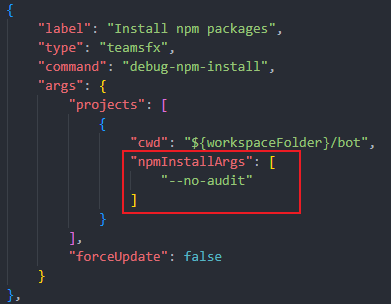 {
    "label": "Install npm packages",
    "type": "teamsfx",
    "command": "debug-npm-install",
    "args": {
        "projects": [
            {
                "cwd": "${workspaceFolder}/bot",
                "npmInstallArgs": [
                    "--no-audit"
                ]
            }
        ],
        "forceUpdate": false
    }
},